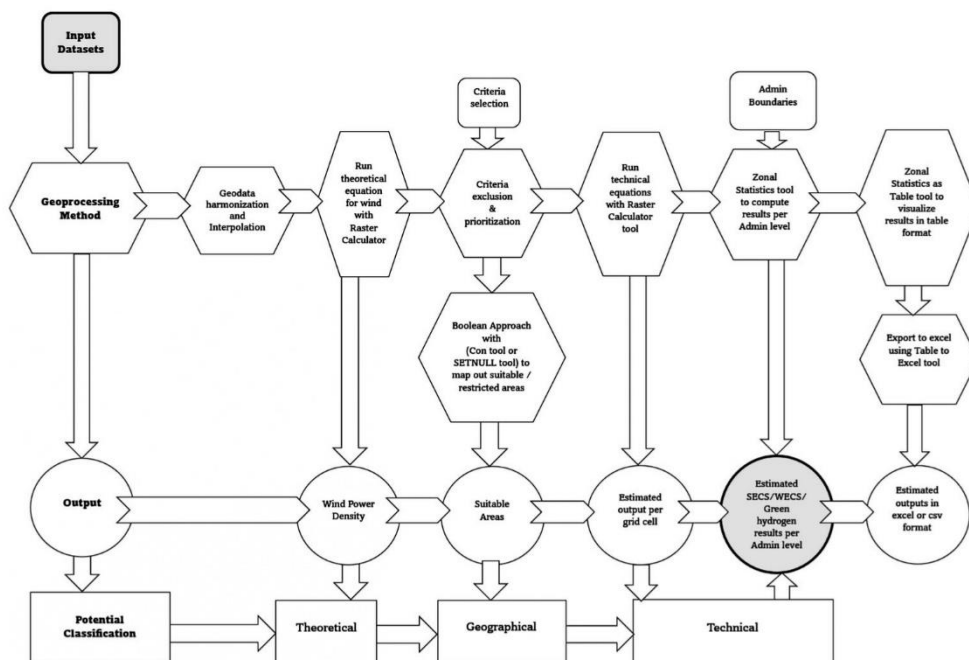 Input
Datasets
Criteria
selection
Admin
Boundaries
Geoprocessing
Method
Geodata
harmonization
and
Interpolation
Run
theoretical
equation
for wind
with
Raster
Calculator
Criteria
exclusion
&
prioritization
Run
technical
equations
with Raster
Calculator
tool
Zonal
Statistics tool
to compute
results per
Admin level
Zonal
Statistics as
Table tool to
visualize
results in table
format
Boolean Approach
with
(Con tool or
SETNULL tool) to
map out suitable /
restricted areas
Export to excel
using Table to
Excel tool
Output
Wind Power
Density
Suitable
Areas
Estimated
output per
grid cell
Estimated
SECS/WECS/
Green
hydrogen
results per
Admin level
Estimated
outputs in
excel or csv
format
Potential
Classification
Theoretical
Geographical
Technical